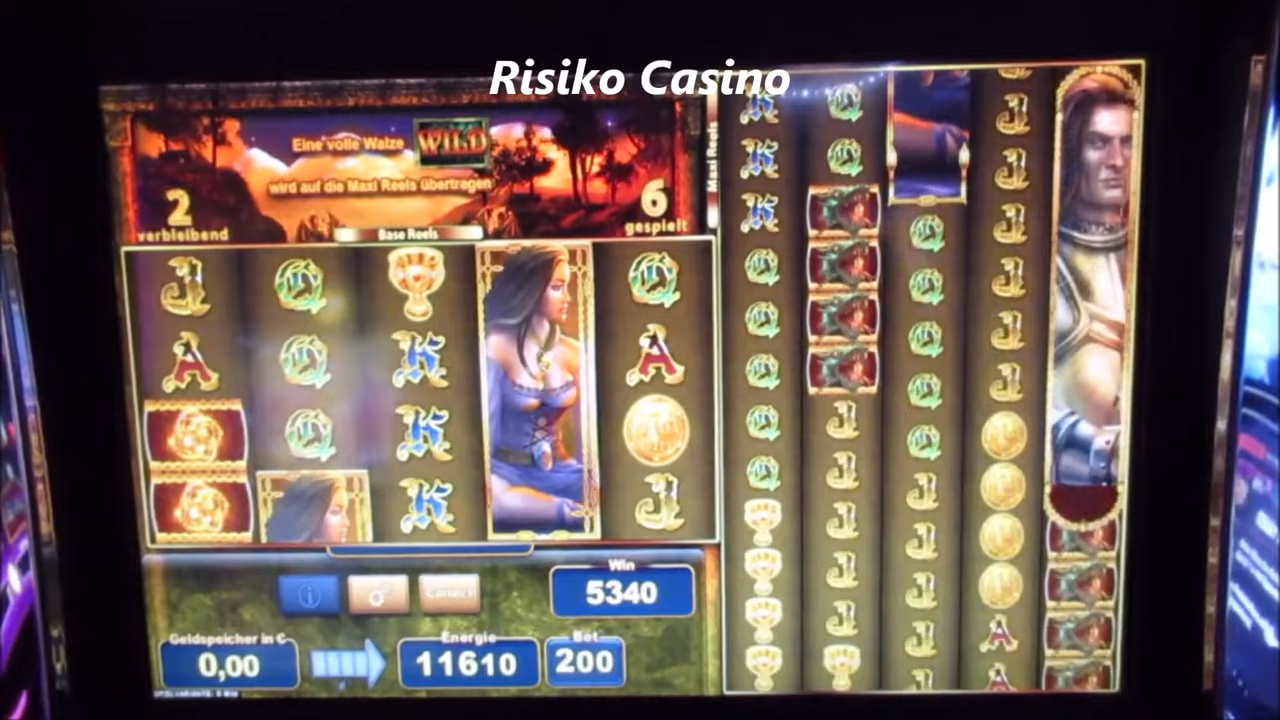 Risiko Casino
Eine volle Walze WILD
wird auf die Maxi Reels übertragen
2
verbleibend
6
gespielt
Base Reels
Maxi Reels
Win
5340
Geldspeicher in €
0,00
Energie
11610
Bet
200